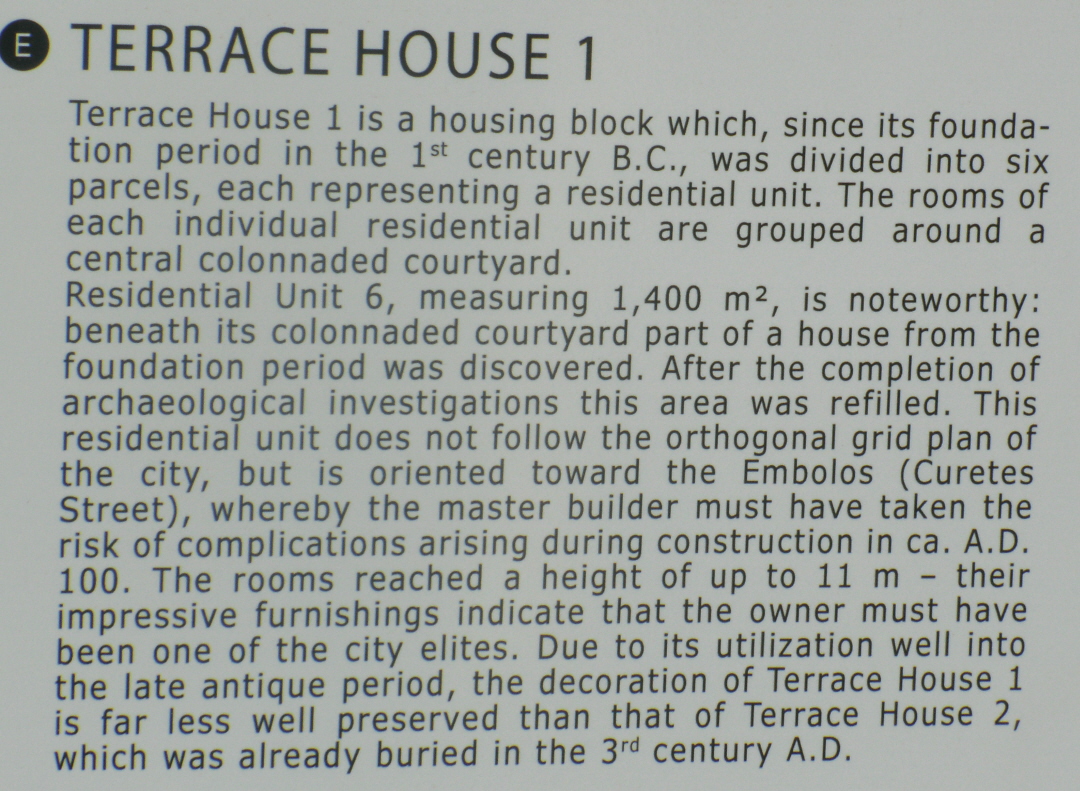 E TERRACE HOUSE 1
Terrace House 1 is a housing block which, since its founda-
tion period in the 1st century B.C., was divided into six
parcels, each representing a residential unit. The rooms of
each individual residential unit are grouped around a
central colonnaded courtyard.
Residential Unit 6, measuring 1,400 m², is noteworthy:
beneath its colonnaded courtyard part of a house from the
foundation period was discovered. After the completion of
archaeological investigations this area was refilled. This
residential unit does not follow the orthogonal grid plan of
the city, but is oriented toward the Embolos (Curetes
Street), whereby the master builder must have taken the
risk of complications arising during construction in ca. A.D.
100. The rooms reached a height of up to 11 m – their
impressive furnishings indicate that the owner must have
been one of the city elites. Due to its utilization well into
the late antique period, the decoration of Terrace House 1
is far less well preserved than that of Terrace House 2,
which was already buried in the 3rd century A.D.